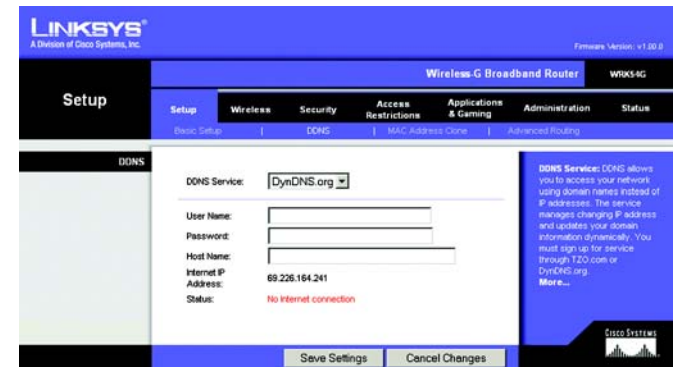 LINKSYS®
A Division of Cisco Systems, Inc.
Firmware Version: v1.00.0
Wireless-G Broadband Router WRK54G
Setup
Setup Wireless Security Access Restrictions Applications & Gaming Administration Status
Basic Setup | DDNS | MAC Address Clone | Advanced Routing
DDNS
DDNS Service: DynDNS.org
User Name:
Password:
Host Name:
Internet IP
Address: 69.226.164.241
Status: No Internet connection
DDNS Service: DDNS allows
you to access your network
using domain names instead of
IP addresses. The service
manages changing IP address
and updates your domain
information dynamically. You
must sign up for service
through TZO.com or
DynDNS.org.
More...
CISCO SYSTEMS
Save Settings Cancel Changes